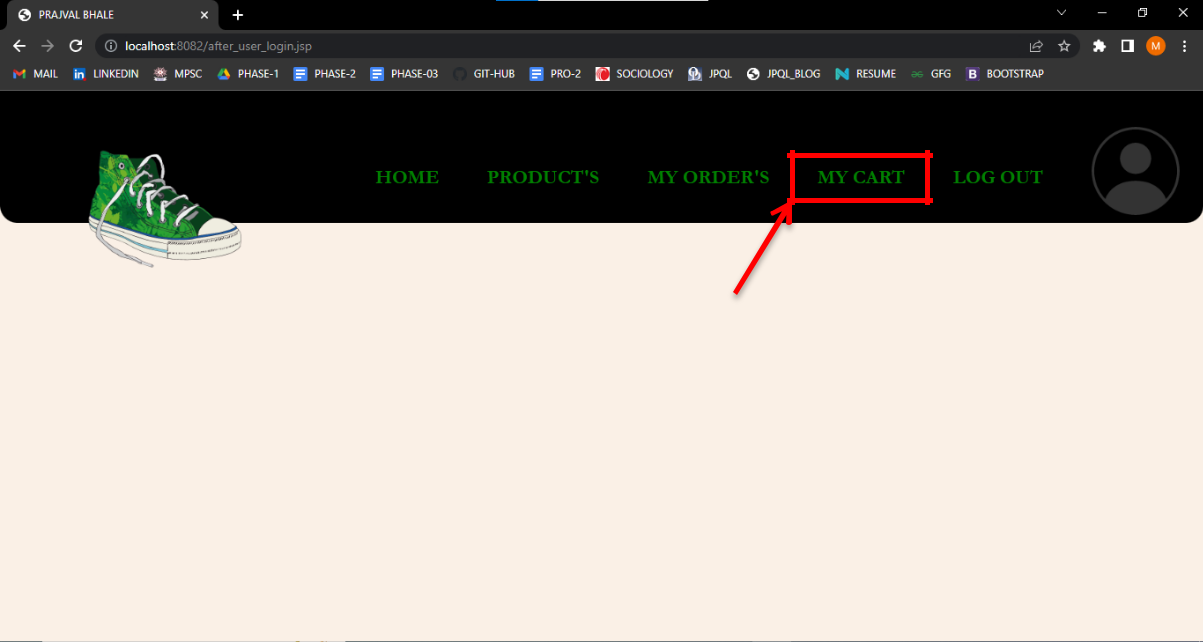 PRAJVAL BHALE
localhost:8082/after_user_login.jsp
M
MAIL LINKEDIN MPSC PHASE-1 PHASE-2 PHASE-03 GIT-HUB PRO-2 SOCIOLOGY JPQL JPQL_BLOG RESUME GFG BOOTSTRAP
HOME PRODUCT'S MY ORDER'S MY CART LOG OUT